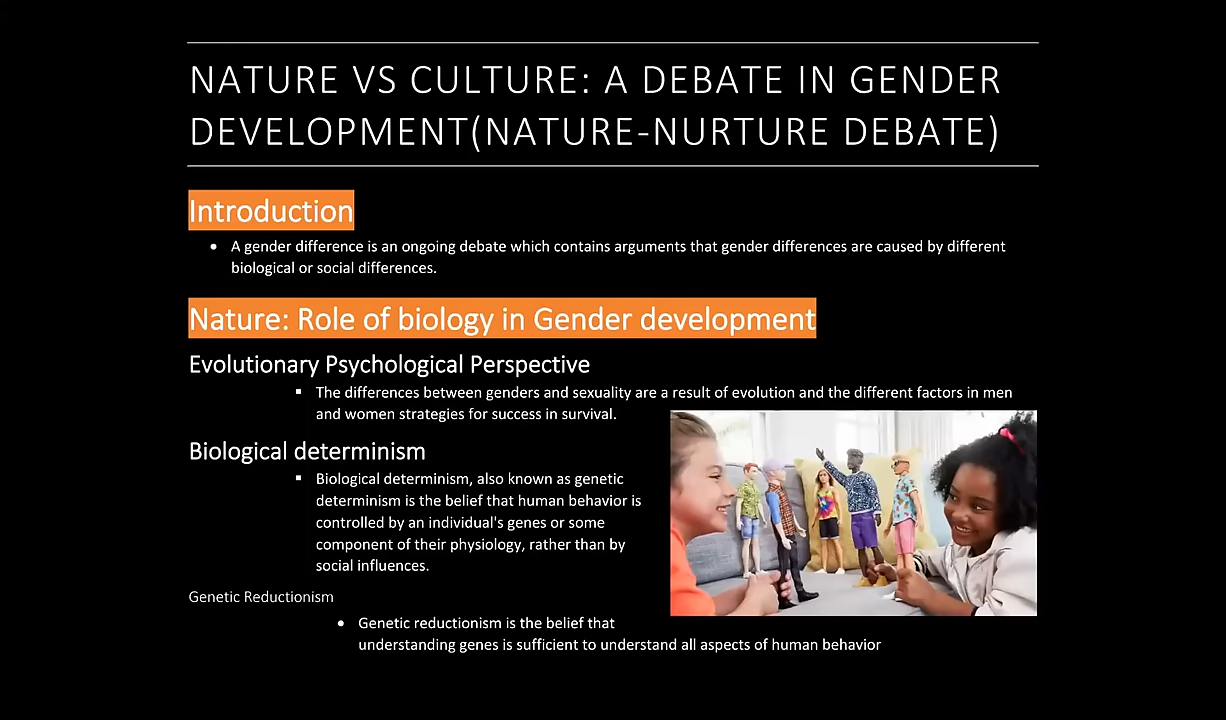 NATURE VS CULTURE: A DEBATE IN GENDER
DEVELOPMENT(NATURE-NURTURE DEBATE)
Introduction
• A gender difference is an ongoing debate which contains arguments that gender differences are caused by different
biological or social differences.
Nature: Role of biology in Gender development
Evolutionary Psychological Perspective
▪ The differences between genders and sexuality are a result of evolution and the different factors in men
and women strategies for success in survival.
Biological determinism
▪ Biological determinism, also known as genetic
determinism is the belief that human behavior is
controlled by an individual's genes or some
component of their physiology, rather than by
social influences.
Genetic Reductionism
• Genetic reductionism is the belief that
understanding genes is sufficient to understand all aspects of human behavior